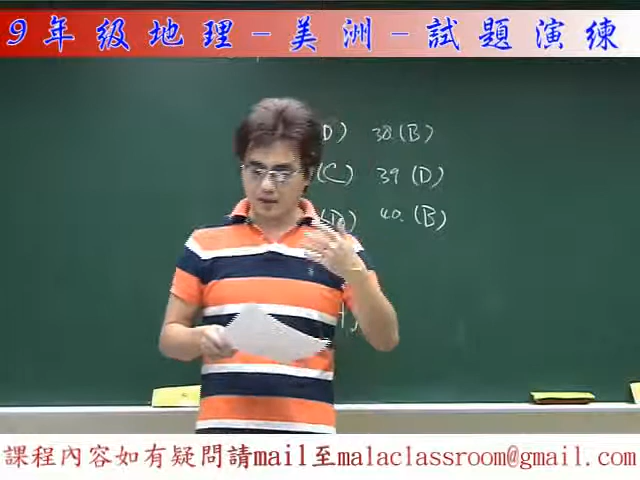 9年級地理-美洲-試題演練
D) 38.(B)
(C) 39 (D)
(D) 40.(B)
課程內容如有疑問請mail至malaclassroom@gmail.com